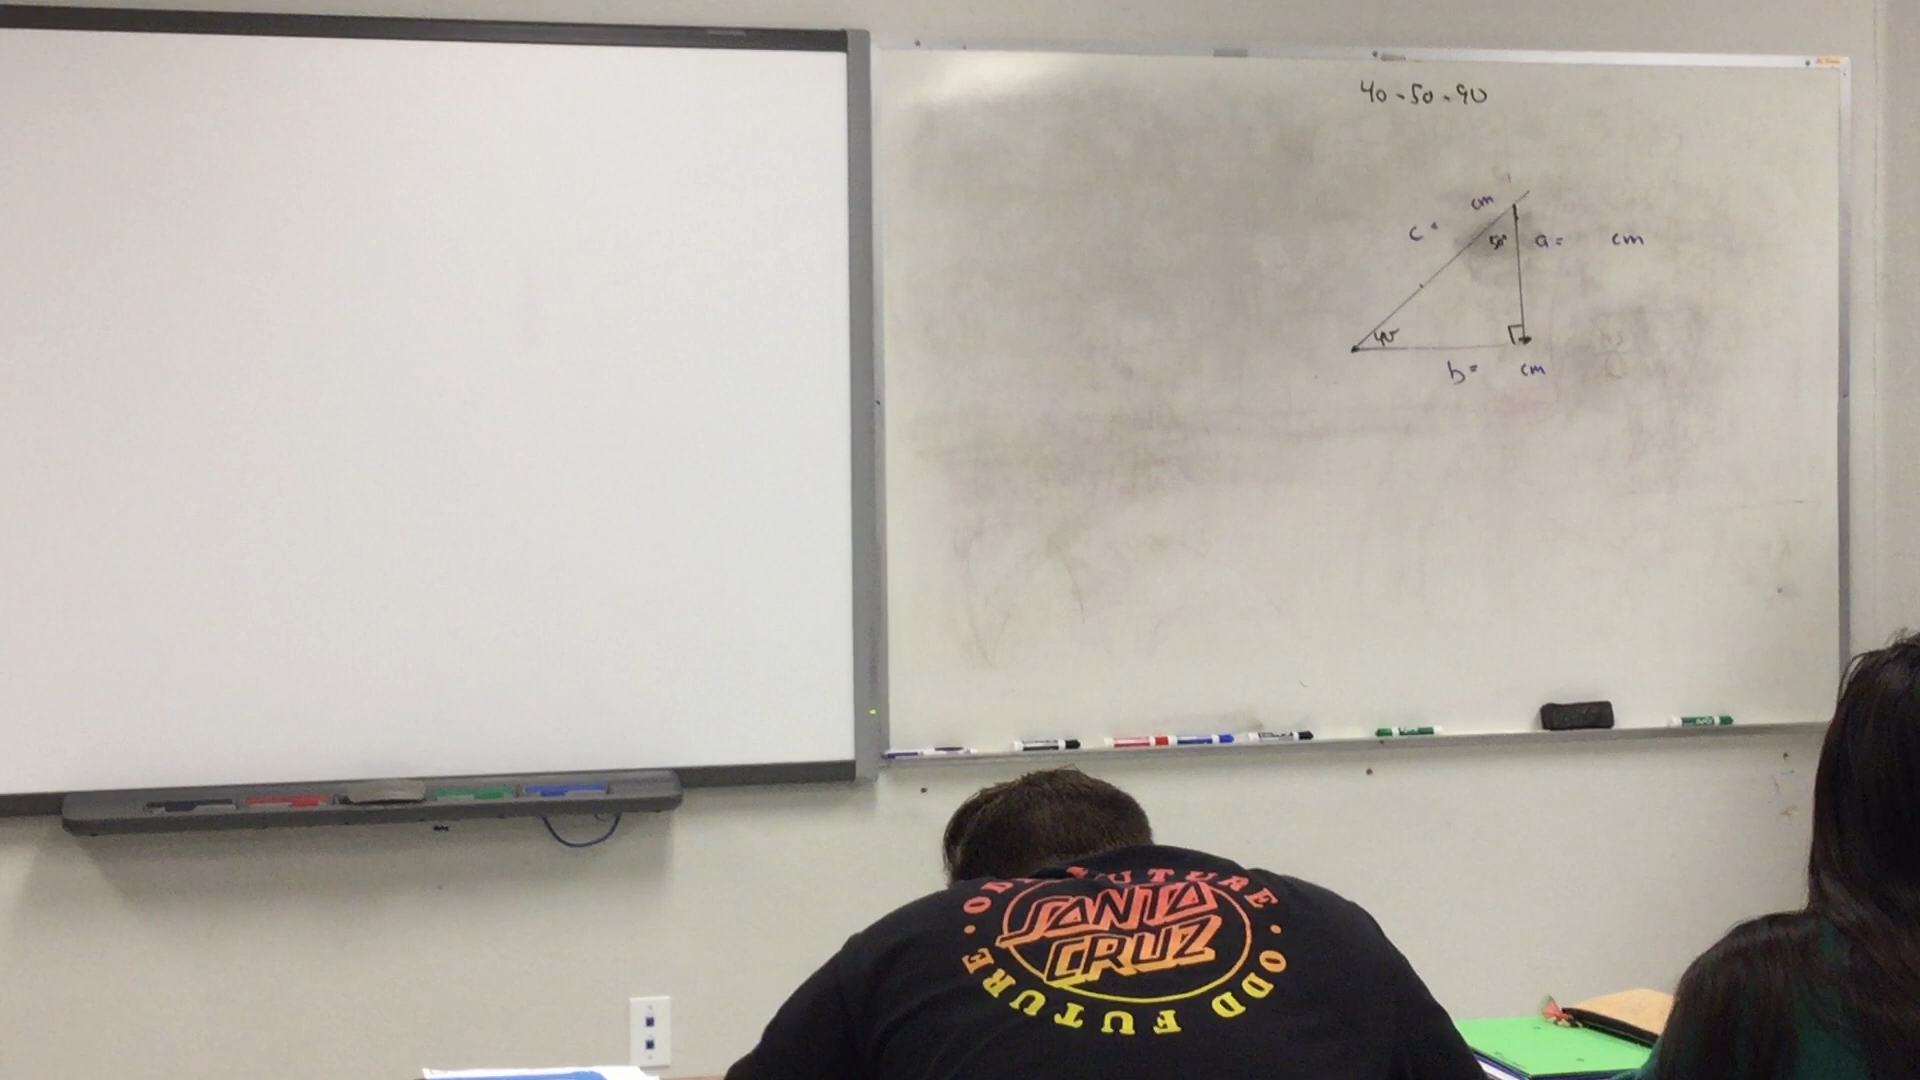 40-50-90
c= cm
50° a= cm
40°
b= cm
ODD FUTURE
SANTA
CRUZ
ODD FUTURE